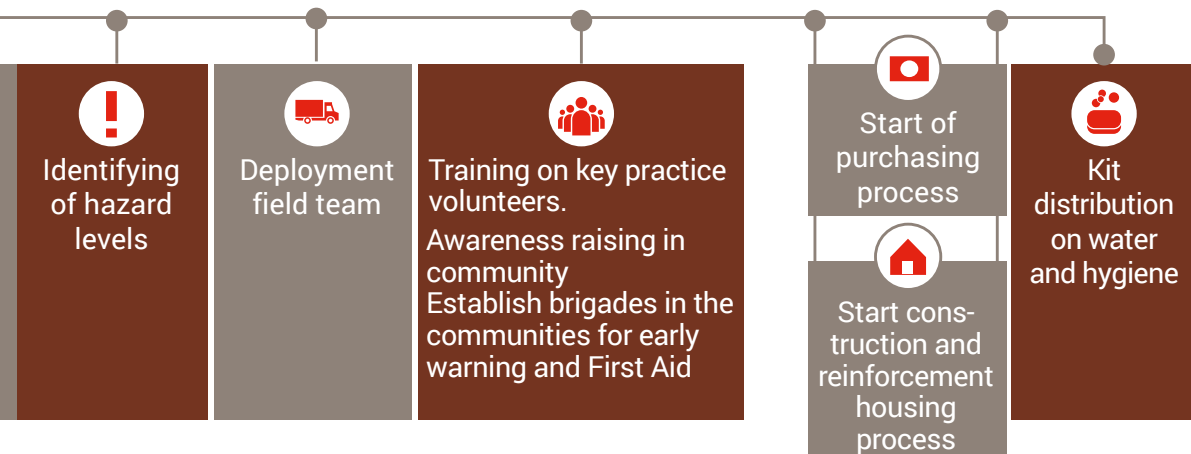 Identifying
of hazard
levels
Deployment
field team
Training on key practice
volunteers.
Awareness raising in
community
Establish brigades in the
communities for early
warning and First Aid
Start of
purchasing
process
Start cons-
truction and
reinforcement
housing
process
Kit
distribution
on water
and hygiene